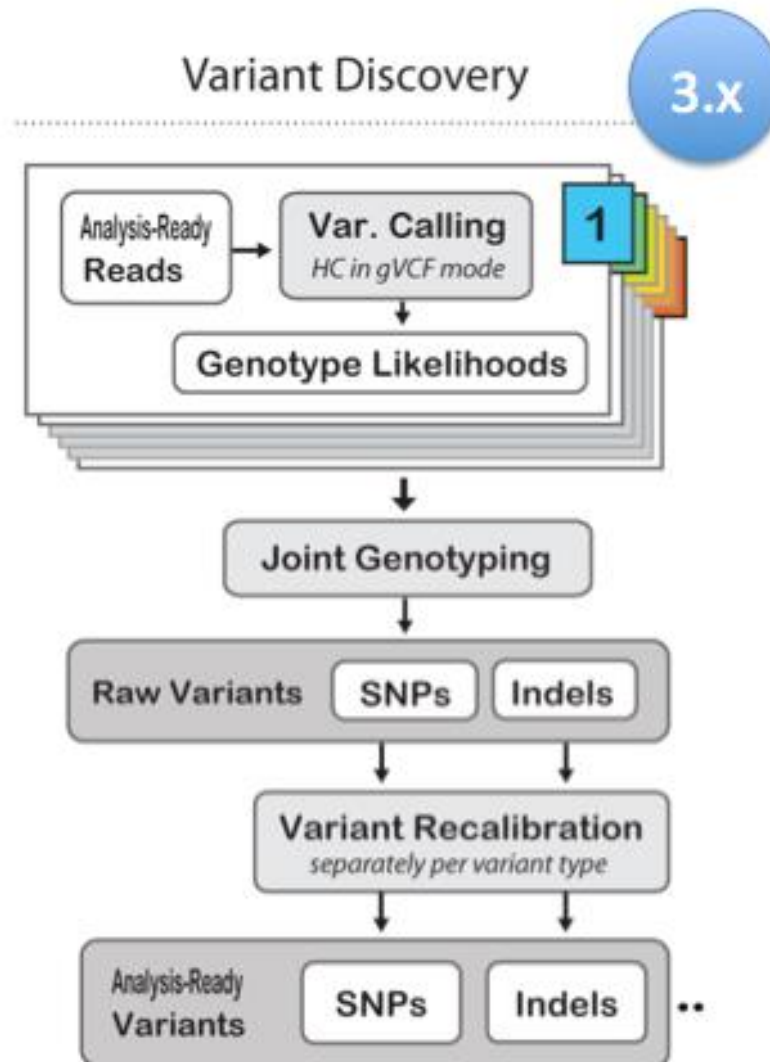 Variant Discovery
3.x
Analysis-Ready
Reads
Var. Calling
HC in gVCF mode
1
Genotype Likelihoods
Joint Genotyping
Raw Variants
SNPs
Indels
Variant Recalibration
separately per variant type
Analysis-Ready
Variants
SNPs
Indels
..